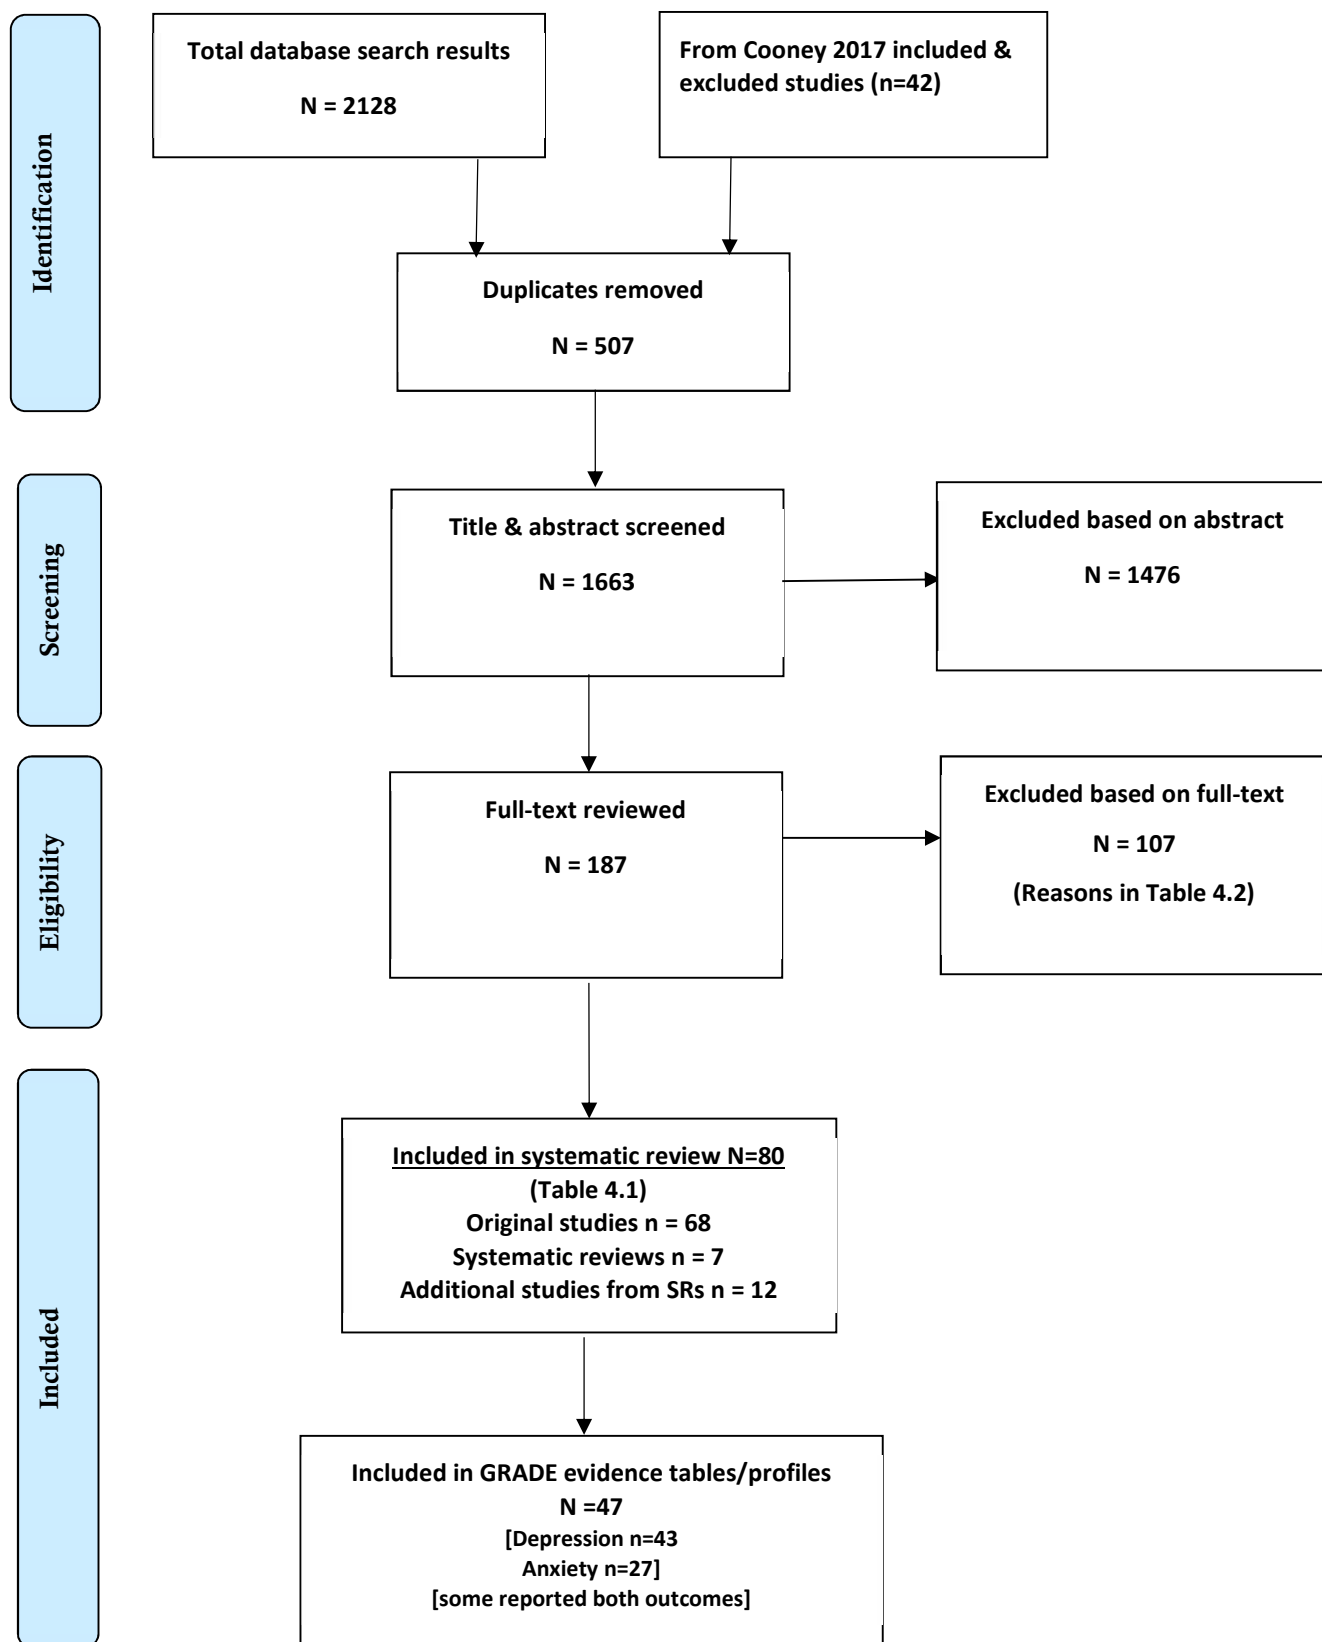 Identification
Total database search results
N = 2128
From Cooney 2017 included &
excluded studies (n=42)
Duplicates removed
N = 507
Screening
Title & abstract screened
N = 1663
Excluded based on abstract
N = 1476
Eligibility
Full-text reviewed
N = 187
Excluded based on full-text
N = 107
(Reasons in Table 4.2)
Included
Included in systematic review N=80
(Table 4.1)
Original studies n = 68
Systematic reviews n = 7
Additional studies from SRs n = 12
Included in GRADE evidence tables/profiles
N =47
[Depression n=43
Anxiety n=27]
[some reported both outcomes]